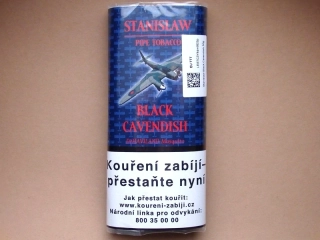 STANISLAW
PIPE TOBACCO
BLACK
CAVENDISH
Kouření zabíjí–
přestaňte nyní
Jak přestat kouřit:
www.koureni-zabiji.cz
Národní linka pro odvykání:
800 35 00 00